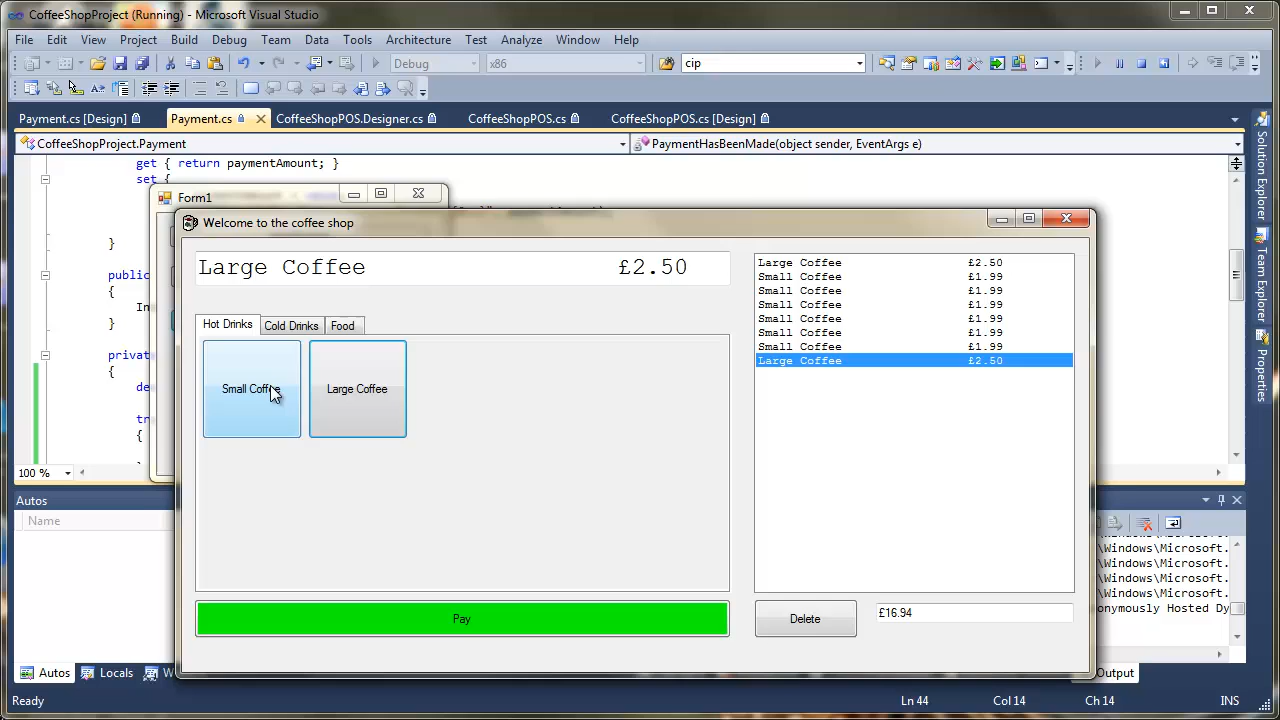 CoffeeShopProject (Running) - Microsoft Visual Studio
File Edit View Project Build Debug Team Data Tools Architecture Test Analyze Window Help
Debug x86 cip
Payment.cs [Design] Payment.cs CoffeeShopPOS.Designer.cs CoffeeShopPOS.cs CoffeeShopPOS.cs [Design]
CoffeeShopProject.Payment PaymentHasBeenMade(object sender, EventArgs e)
get { return paymentAmount; }
set {
Form1
Welcome to the coffee shop
}
public
{
In
}
private
{
de
tr
{
Large Coffee £2.50
Hot Drinks Cold Drinks Food
Small Coffee Large Coffee
Pay
Large Coffee £2.50
Small Coffee £1.99
Small Coffee £1.99
Small Coffee £1.99
Small Coffee £1.99
Small Coffee £1.99
Small Coffee £1.99
Large Coffee £2.50
Delete £16.94
Solution Explorer
Team Explorer
Properties
100 %
Autos
Name
\Windows\Microsoft.
\Windows\Microsoft.
\Windows\Microsoft.
\Windows\Microsoft.
onymously Hosted Dy
Autos Locals W Output
Ready Ln 44 Col 14 Ch 14 INS